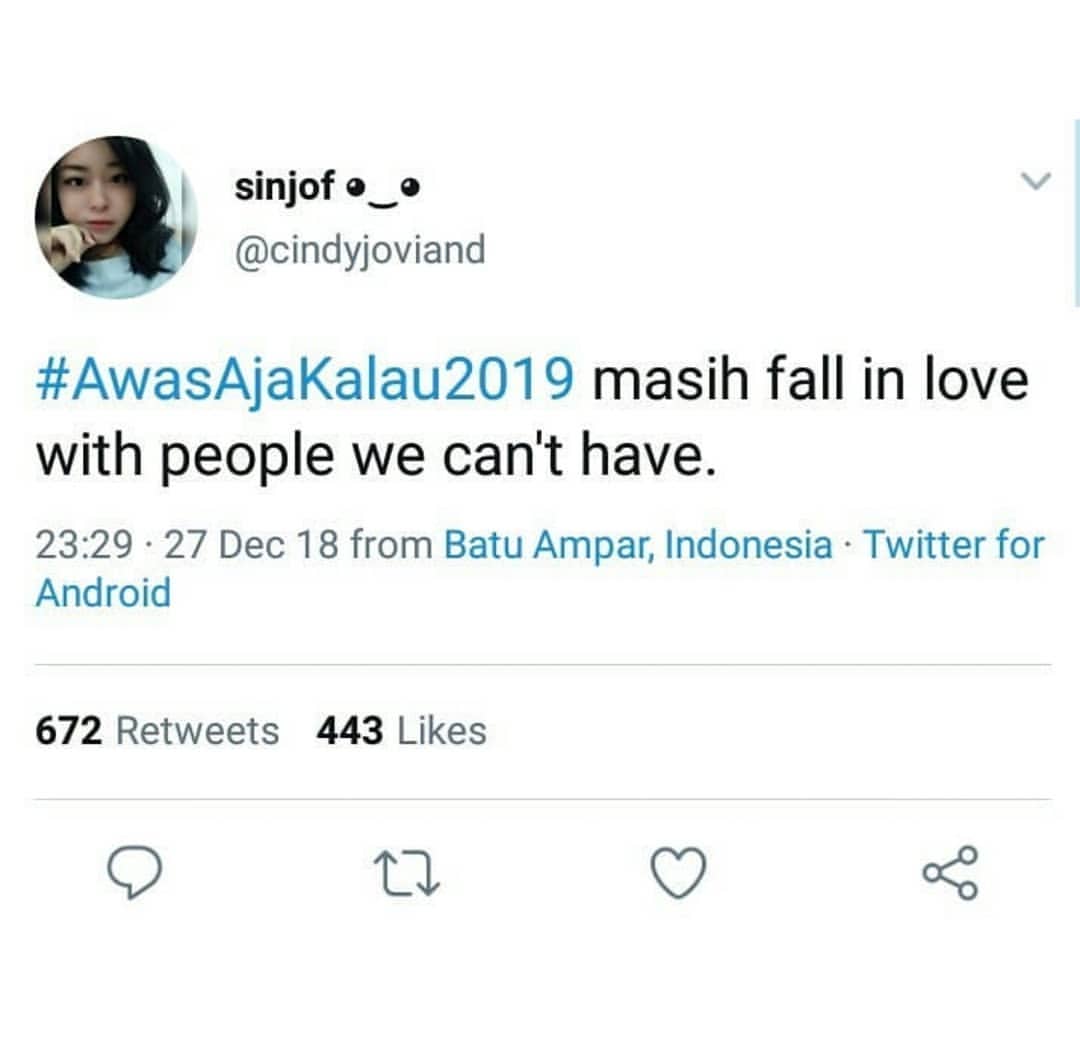 sinjof •‿•
@cindyjoviand
#AwasAjaKalau2019 masih fall in love
with people we can't have.
23:29 · 27 Dec 18 from Batu Ampar, Indonesia · Twitter for
Android
672 Retweets 443 Likes